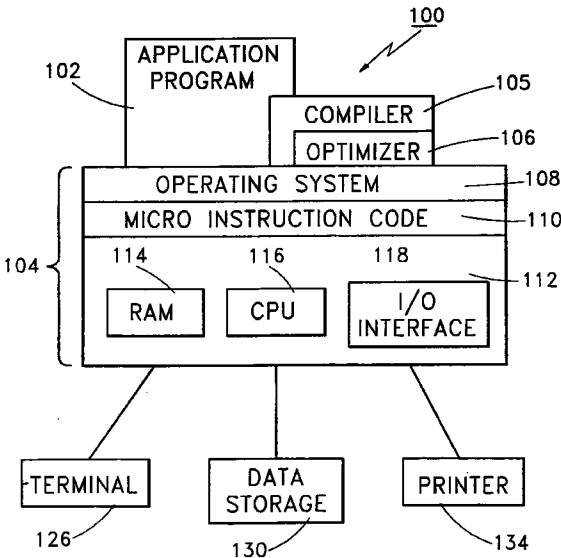 100
APPLICATION
PROGRAM
102
105
COMPILER
106
OPTIMIZER
OPERATING SYSTEM
108
MICRO INSTRUCTION CODE
110
104
114
116
118
112
RAM
CPU
I/O
INTERFACE
TERMINAL
DATA
STORAGE
PRINTER
126
130
134